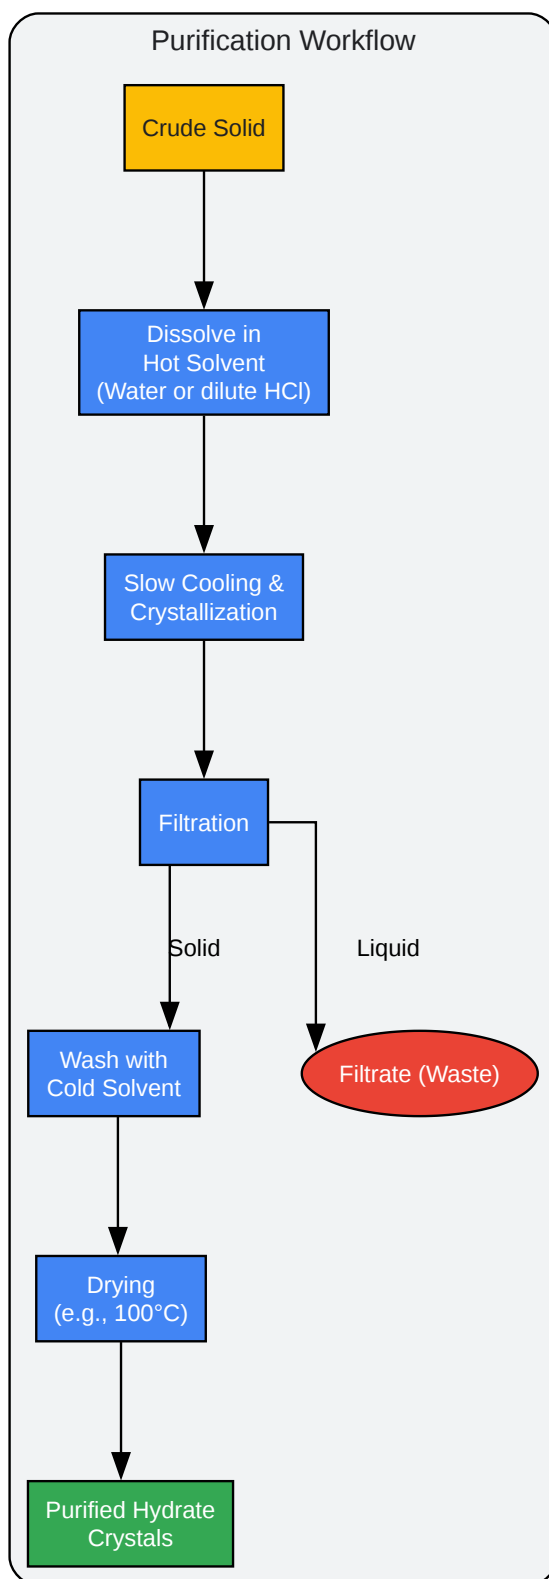 Purification Workflow
Crude Solid
Dissolve in
Hot Solvent
(Water or dilute HCl)
Slow Cooling &
Crystallization
Filtration
Solid
Liquid
Wash with
Cold Solvent
Filtrate (Waste)
Drying
(e.g., 100°C)
Purified Hydrate
Crystals